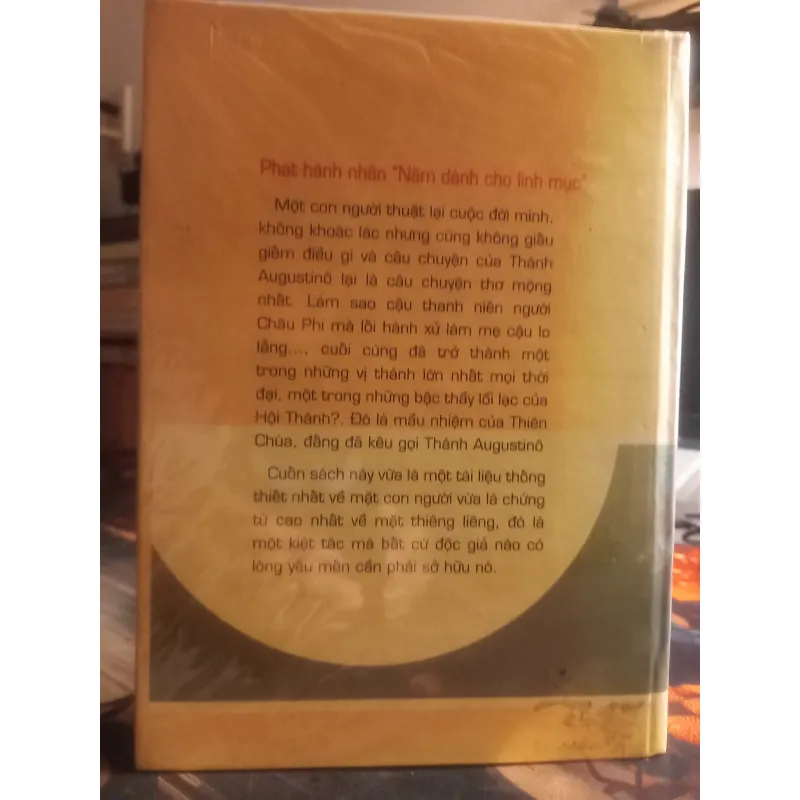 Phát hành nhân "Năm dành cho linh mục"
Một con người thuật lại cuộc đời mình,
không khoác lác nhưng cũng không giấu
giếm điều gì và câu chuyện của Thánh
Augustinô lại là câu chuyện thơ mộng
nhất. Làm sao cậu thanh niên người
Châu Phi mà lối hành xử làm mẹ cậu lo
lắng..., cuối cùng đã trở thành một
trong những vị thánh lớn nhất mọi thời
đại, một trong những bậc thầy lỗi lạc của
Hội Thánh?. Đó là mầu nhiệm của Thiên
Chúa, đấng đã kêu gọi Thánh Augustinô
Cuốn sách này vừa là một tài liệu thống
thiết nhất về mặt con người vừa là chứng
từ cao nhất về mặt thiêng liêng, đó là
một kiệt tác mà bất cứ độc giả nào có
lòng yêu mến cần phải sở hữu nó.